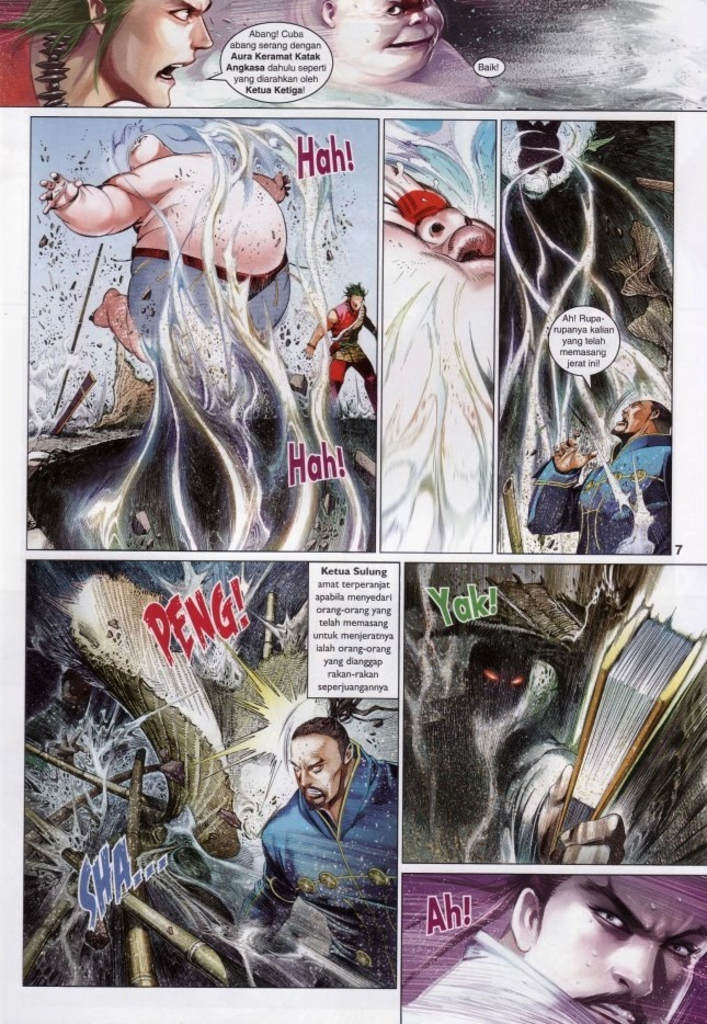 Abang! Cuba
abang serang dengan
Aura Keramat Katak
Angkasa dahulu seperti
yang diarahkan oleh
Ketua Ketiga!
Baik!
Hah!
Hah!
Ah! Rupa-
rupanya kalian
yang telah
memasang
jerat ini!
7
PENG!
SHA...
Ketua Sulung
amat terperanjat
apabila menyedari
orang-orang yang
telah memasang
untuk menjeratnya
ialah orang-orang
yang dianggap
rakan-rakan
seperjuangannya
Yak!
Ah!